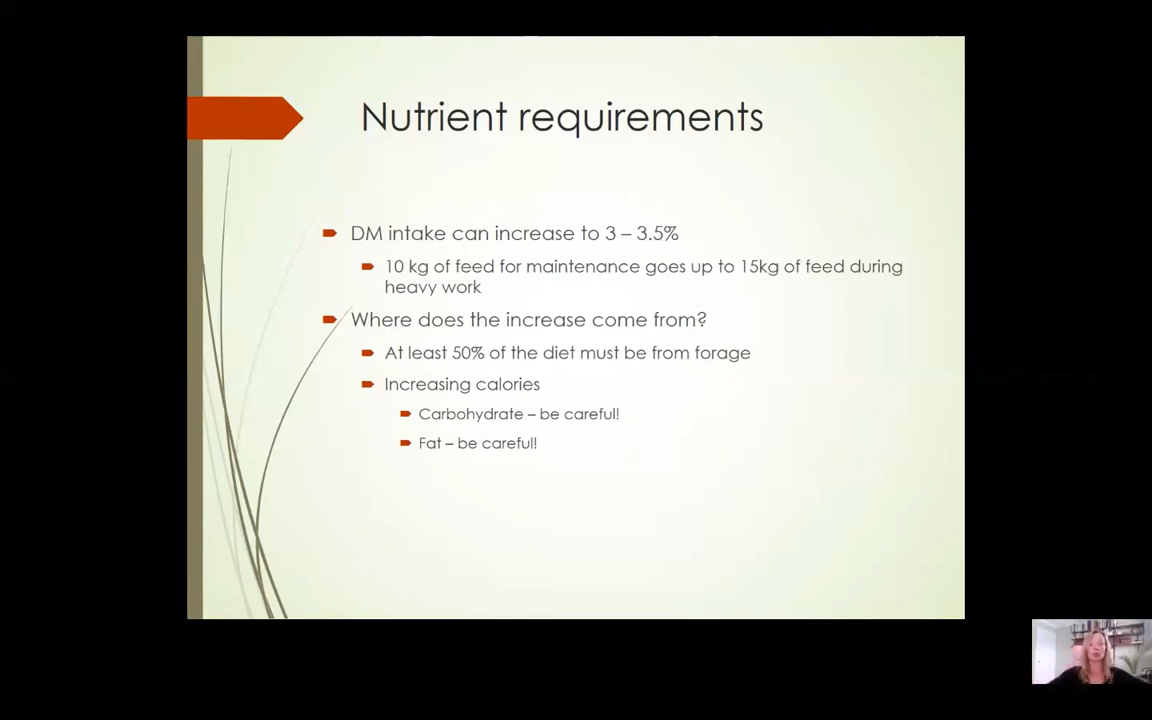 Nutrient requirements
DM intake can increase to 3 – 3.5%
10 kg of feed for maintenance goes up to 15kg of feed during
heavy work
Where does the increase come from?
At least 50% of the diet must be from forage
Increasing calories
Carbohydrate – be careful!
Fat – be careful!